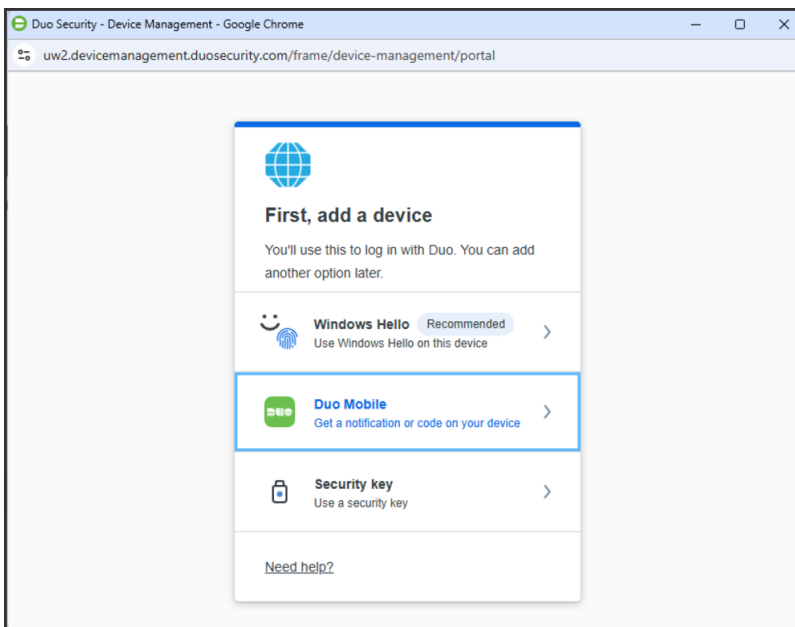 Duo Security - Device Management - Google Chrome
uw2.devicemanagement.duosecurity.com/frame/device-management/portal
First, add a device
You'll use this to log in with Duo. You can add
another option later.
Windows Hello Recommended
Use Windows Hello on this device
DUO
Duo Mobile
Get a notification or code on your device
Security key
Use a security key
Need help?